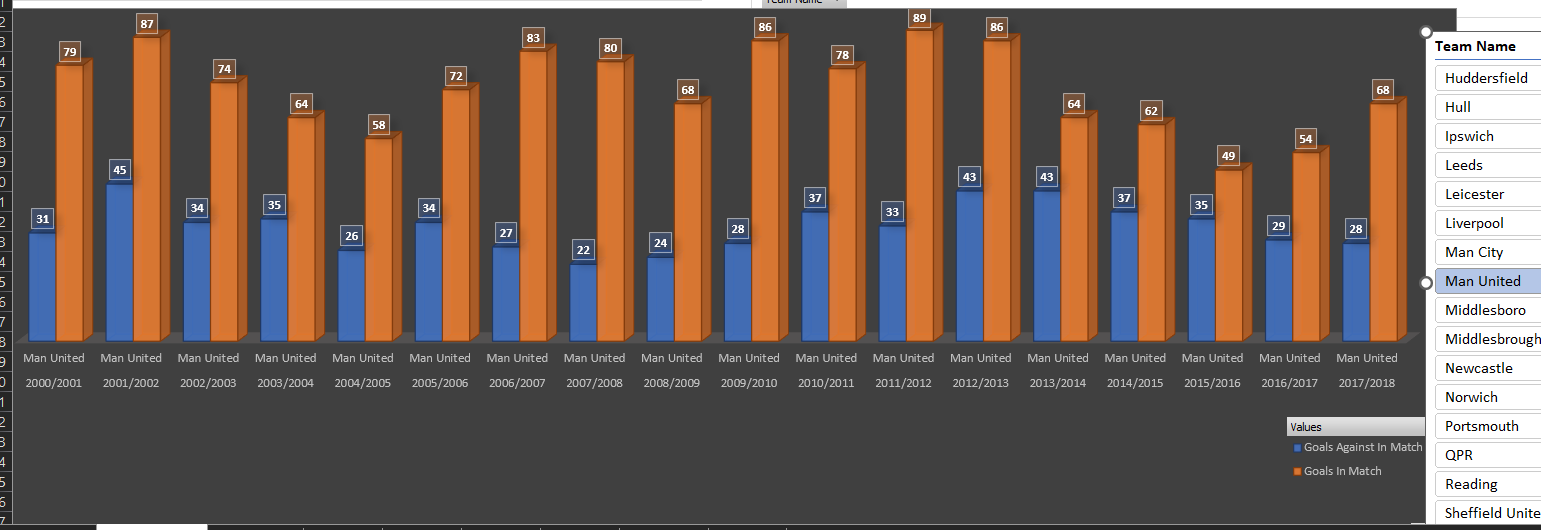 Team Name
79
87
74
64
58
72
83
80
68
86
78
89
86
64
62
49
54
68
31
45
34
35
26
34
27
22
24
28
37
33
43
43
37
35
29
28
Man United Man United Man United Man United Man United Man United Man United Man United Man United Man United Man United Man United Man United Man United Man United Man United Man United Man United
2000/2001 2001/2002 2002/2003 2003/2004 2004/2005 2005/2006 2006/2007 2007/2008 2008/2009 2009/2010 2010/2011 2011/2012 2012/2013 2013/2014 2014/2015 2015/2016 2016/2017 2017/2018
Values
Goals Against In Match
Goals In Match
Team Name
Huddersfield
Hull
Ipswich
Leeds
Leicester
Liverpool
Man City
Man United
Middlesboro
Middlesbrough
Newcastle
Norwich
Portsmouth
QPR
Reading
Sheffield Unite